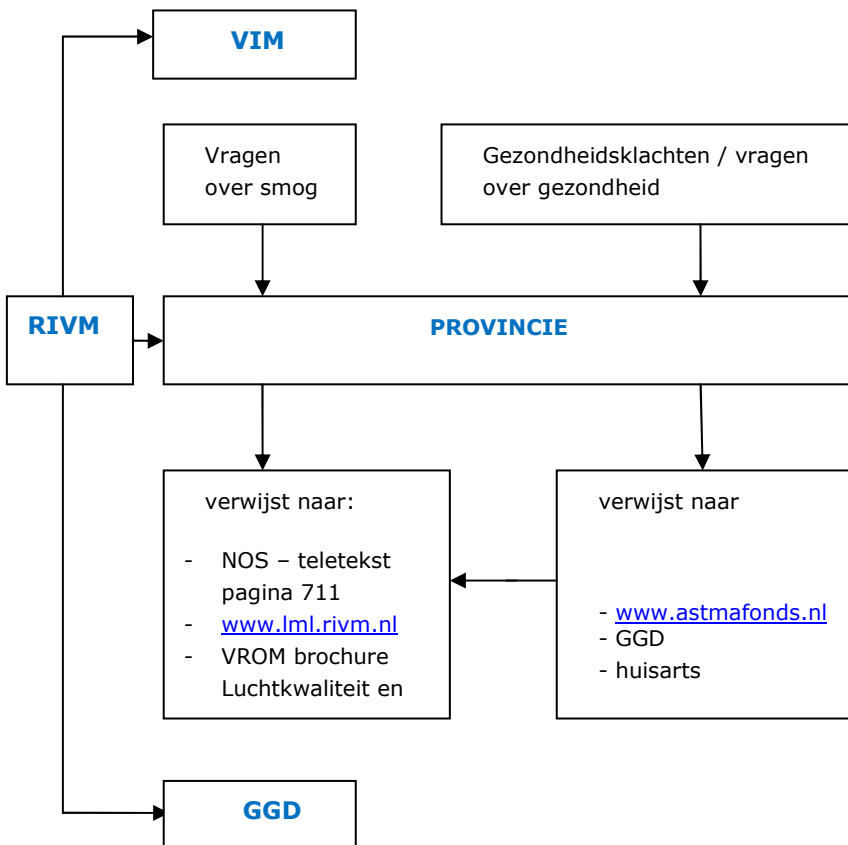 VIM
Vragen
over smog
Gezondheidsklachten / vragen
over gezondheid
RIVM
PROVINCIE
verwijst naar:
- NOS – teletekst
pagina 711
- www.lml.rivm.nl
- VROM brochure
Luchtkwaliteit en
verwijst naar
- www.astmafonds.nl
- GGD
- huisarts
GGD